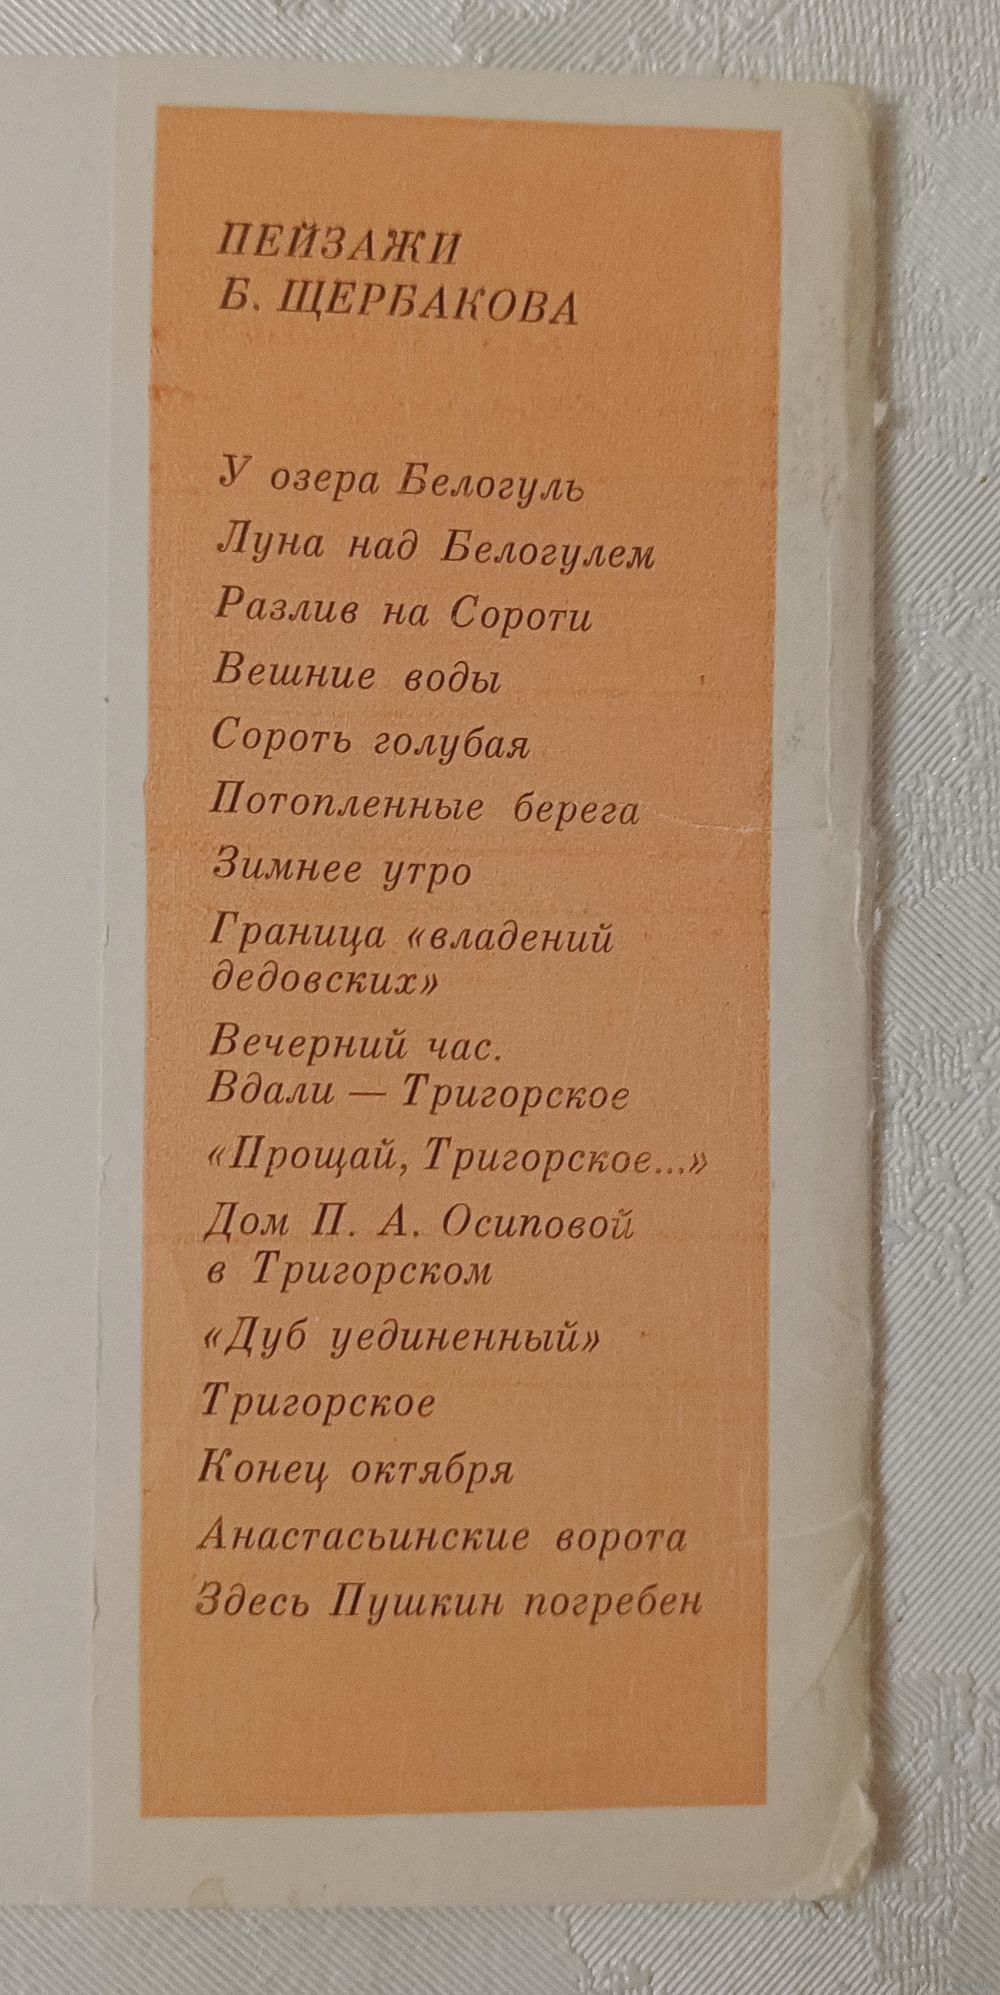 ПЕЙЗАЖИ
Б. ЩЕРБАКОВА
У озера Белогуль
Луна над Белогулем
Разлив на Сороти
Вешние воды
Сороть голубая
Потопленные берега
Зимнее утро
Граница «владений
дедовских»
Вечерний час.
Вдали — Тригорское
«Прощай, Тригорское...»
Дом П. А. Осиповой
в Тригорском
«Дуб уединенный»
Тригорское
Конец октября
Анастасьинские ворота
Здесь Пушкин погребен